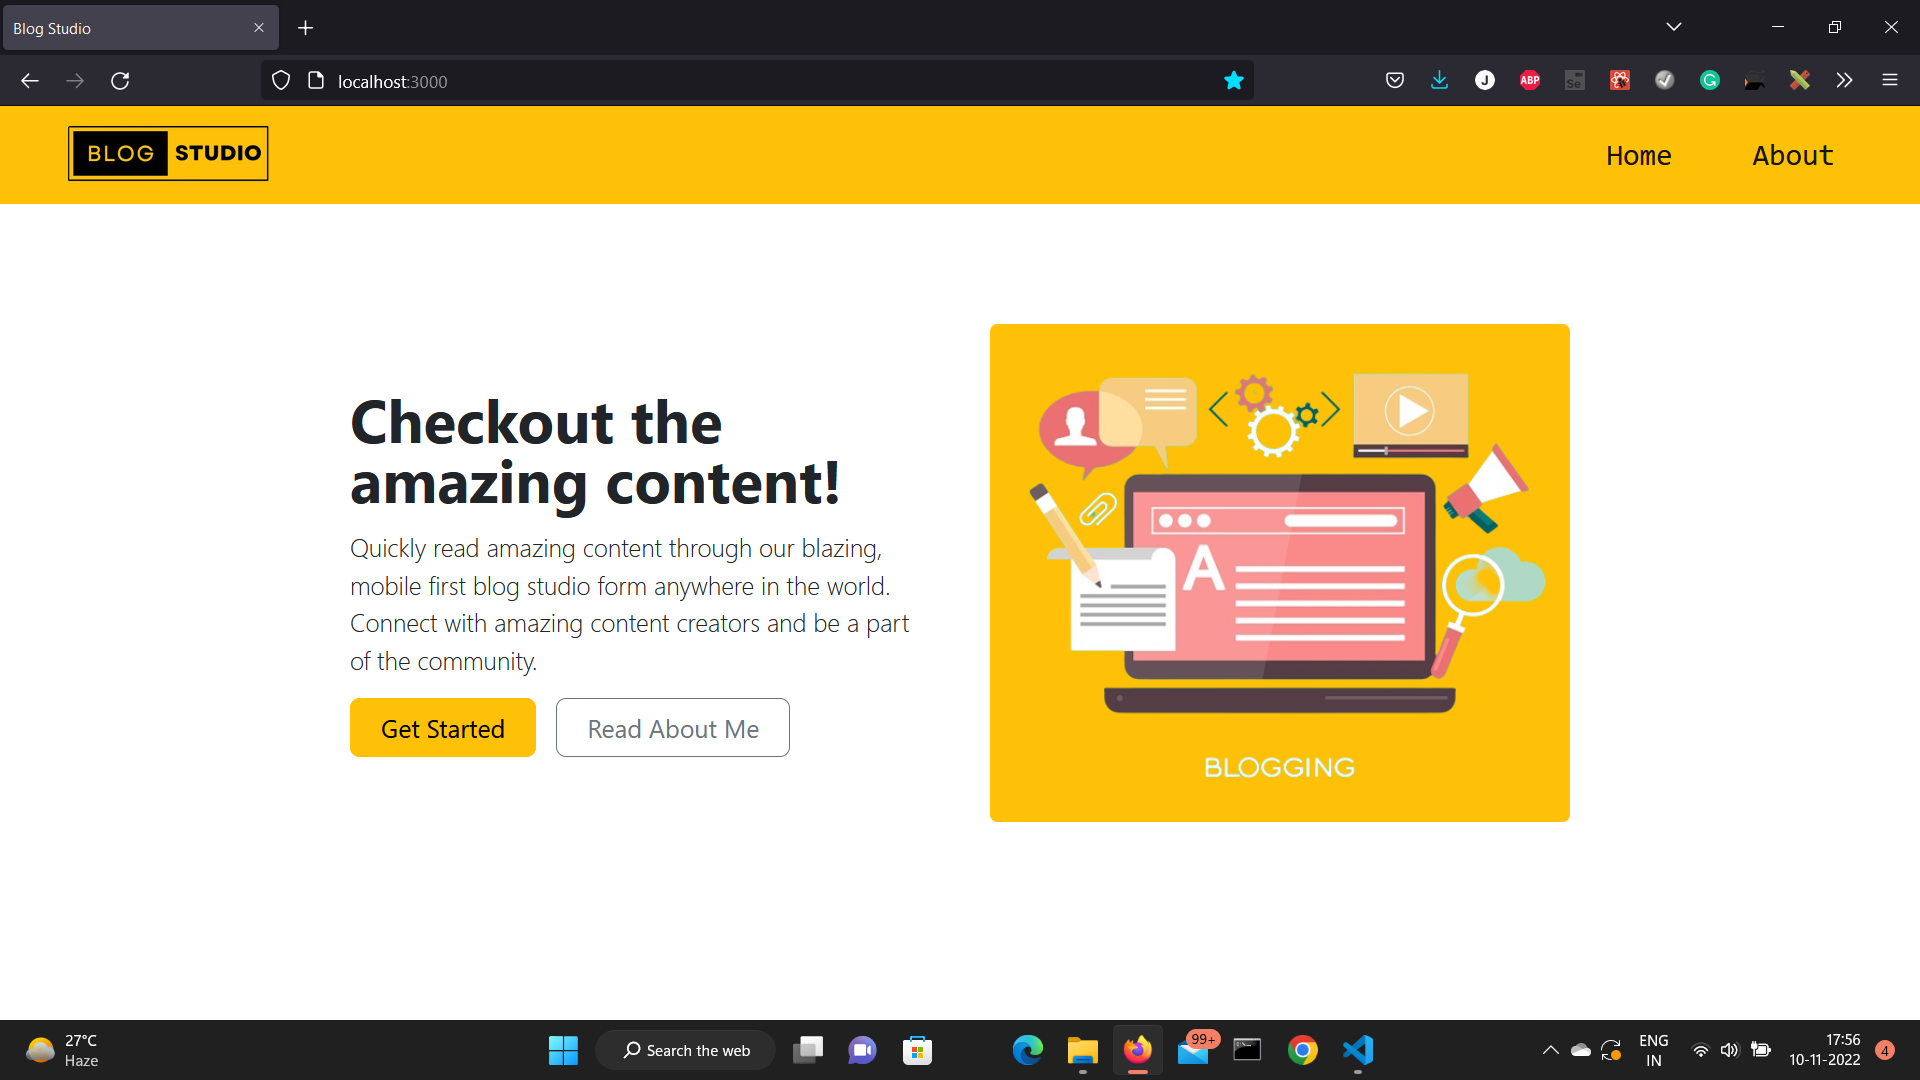 Blog Studio
localhost:3000
J
ABP
Se
G
BLOG STUDIO
Home
About
Checkout the
amazing content!
Quickly read amazing content through our blazing,
mobile first blog studio form anywhere in the world.
Connect with amazing content creators and be a part
of the community.
Get Started
Read About Me
A
BLOGGING
27°C
Haze
Search the web
99+
ENG
IN
17:56
10-11-2022
4